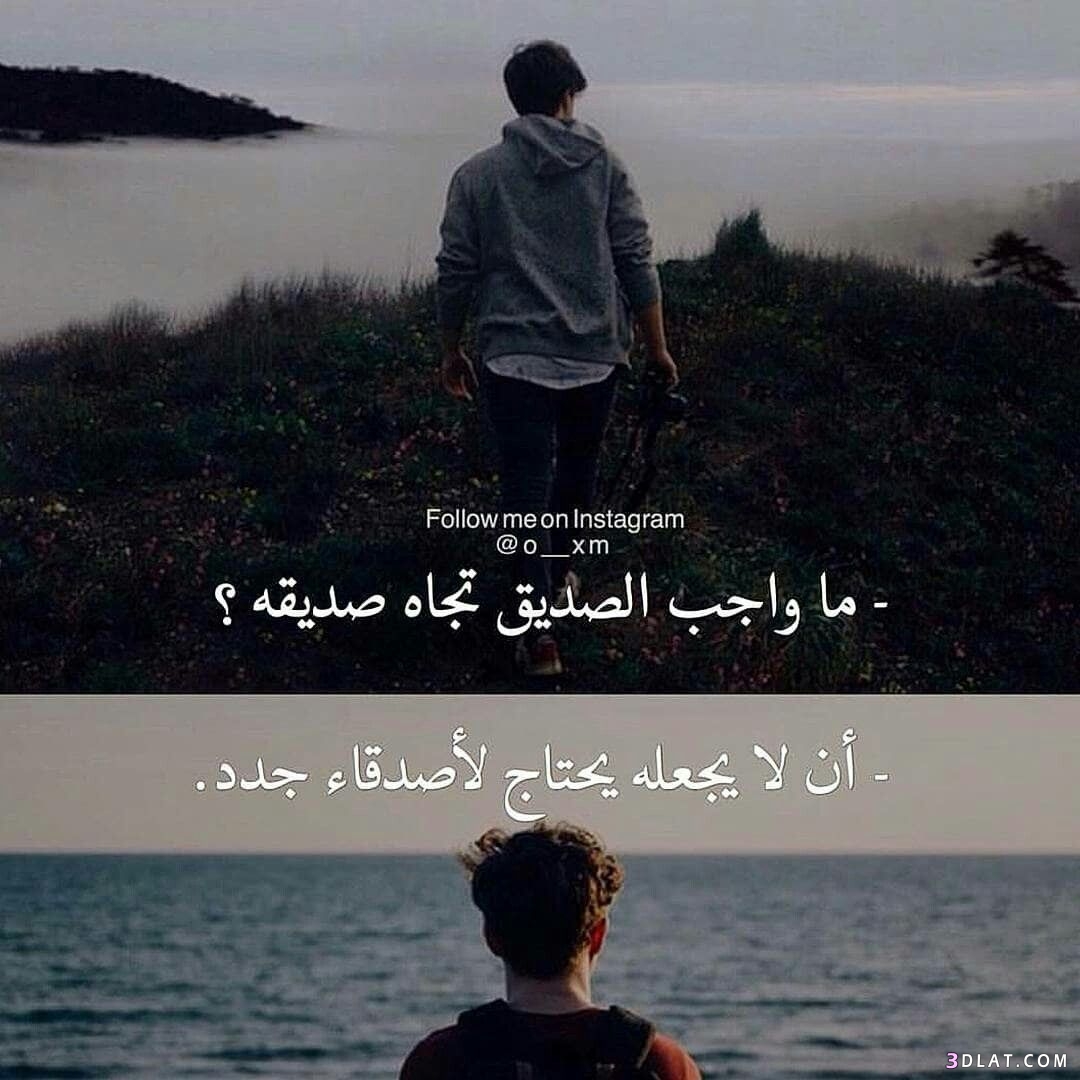 Follow me on Instagram
@o__xm
- ما واجب الصديق تجاه صديقه ؟
- أن لا يجعله يحتاج لأصدقاء جدد.
3DLAT.COM